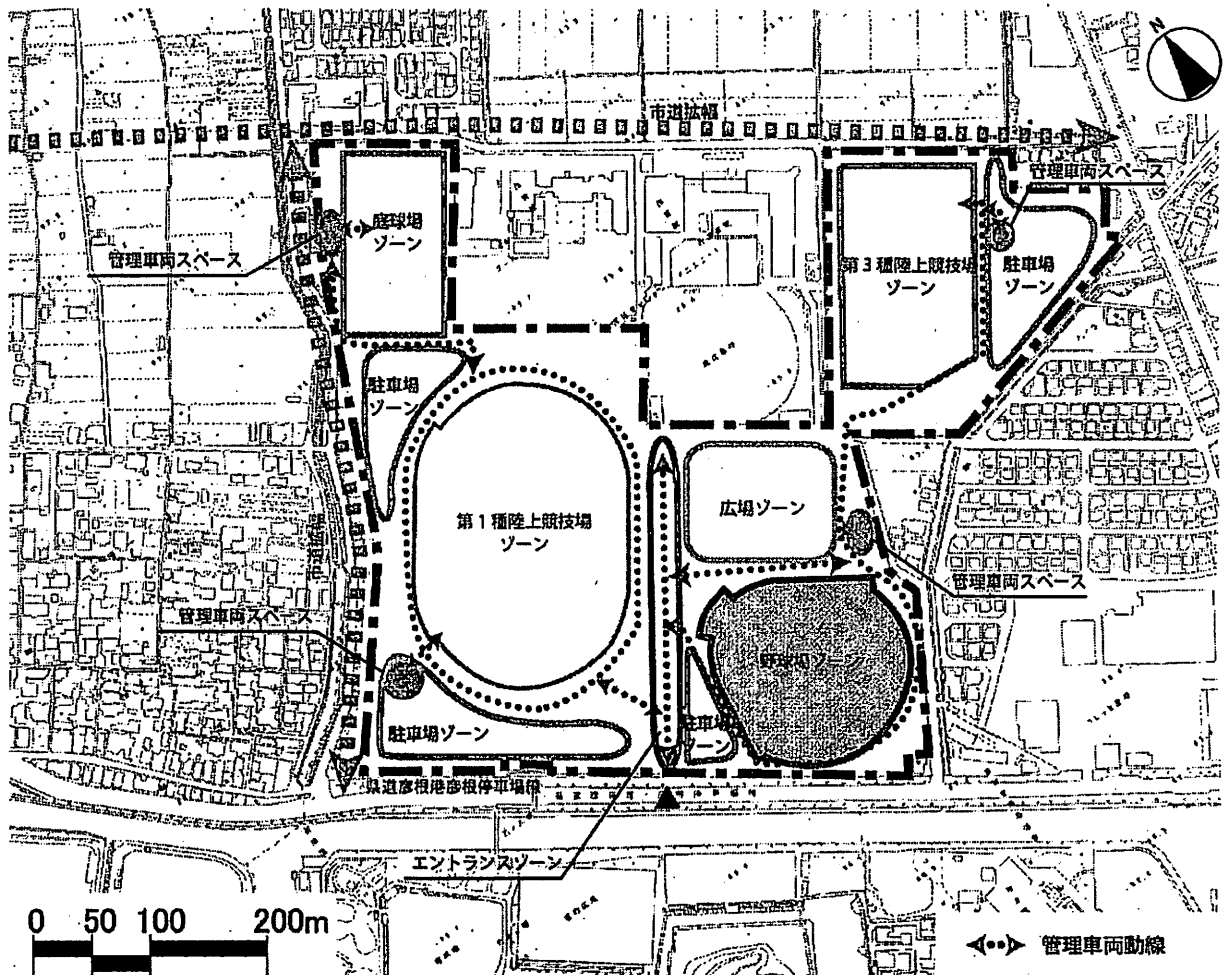 N
市道拡幅
管理車両スペース
庭球場
ゾーン
管理車両スペース
第3種陸上競技場
ゾーン
駐車場
ゾーン
駐車場
ゾーン
第1種陸上競技場
ゾーン
広場ゾーン
市道拡幅
管理車両スペース
管理車両スペース
野球場ゾーン
駐車場ゾーン
駐車場
ゾーン
県道彦根港彦根停車場線
エントランスゾーン
0 50 100 200m
管理車両動線